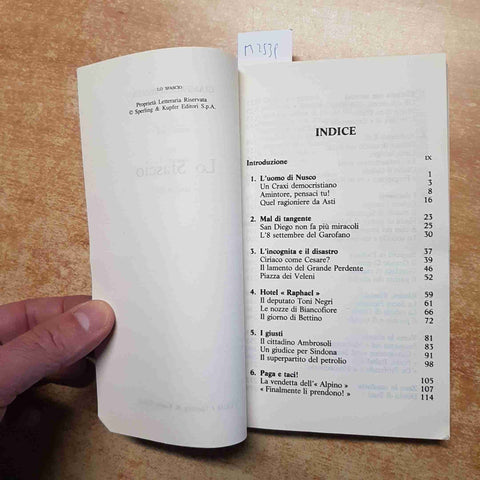 m253p
LO SFASCIO
Proprietà Letteraria Riservata
© Sperling & Kupfer Editori S.p.A.
Lo Sfascio
INDICE
Introduzione IX
1. L'uomo di Nusco 1
Un Craxi democristiano 3
Amintore, pensaci tu! 8
Quel ragioniere da Asti 16
2. Mal di tangente 23
San Diego non fa più miracoli 25
L'8 settembre del Garofano 30
3. L'incognita e il disastro 37
Ciriaco come Cesare? 39
Il lamento del Grande Perdente 46
Piazza dei Veleni 52
4. Hotel « Raphael » 59
Il deputato Toni Negri 61
Le nozze di Biancofiore 66
Il giorno di Bettino 72
5. I giusti 81
Il cittadino Ambrosoli 83
Un giudice per Sindona 91
Il superpartito del petrolio 98
6. Paga e taci! 105
La vendetta dell'« Alpino » 107
« Finalmente li prendono! » 114